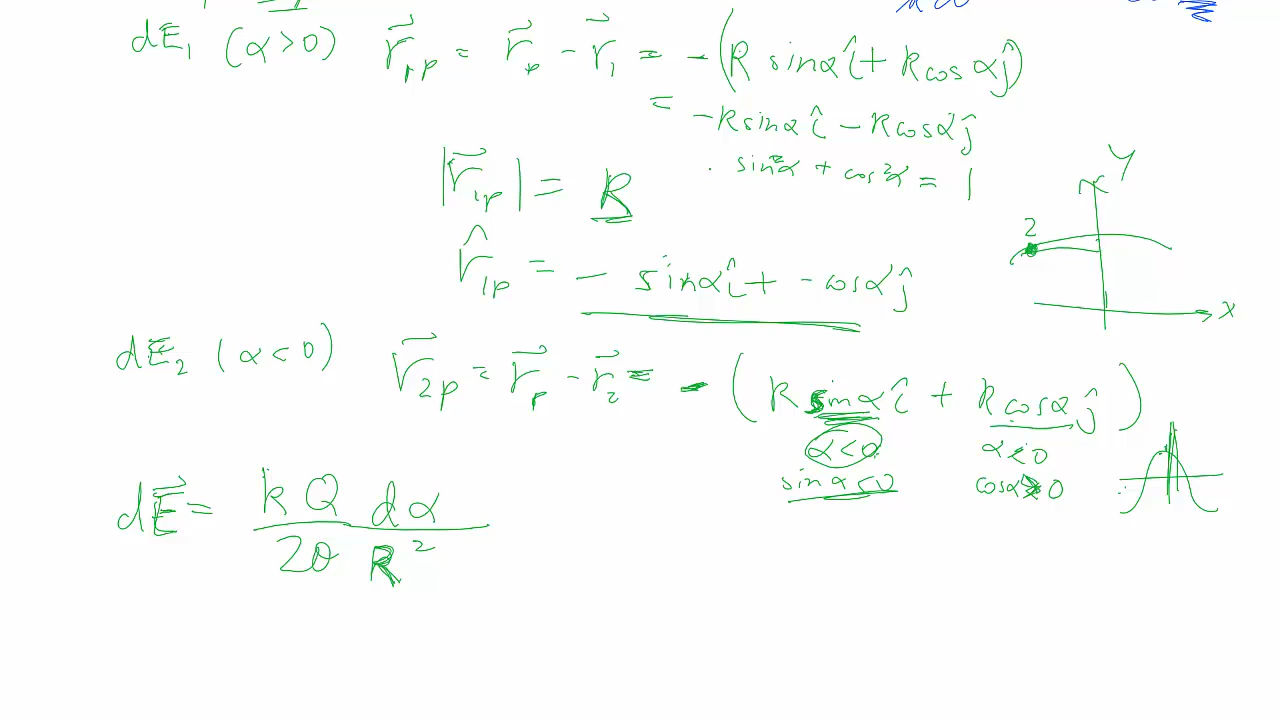 dE₁ (α>0) r⃗₁ₚ = r⃗ₚ - r⃗₁ = -(R sinα î + R cos α ĵ)
= -R sinα î - R cosα ĵ
|r⃗₁ₚ| = R
. sin²α + cos²α = 1
Y
2
r̂₁ₚ = - sinα î + - cosα ĵ
X
dE₂ (α<0) r⃗₂ₚ = r⃗ₚ - r⃗₂ = - (R sinα î + R cosα ĵ)
α<0 α<0
sinα<0 cosα>0
dE⃗ = kQ dα / 2θ R²